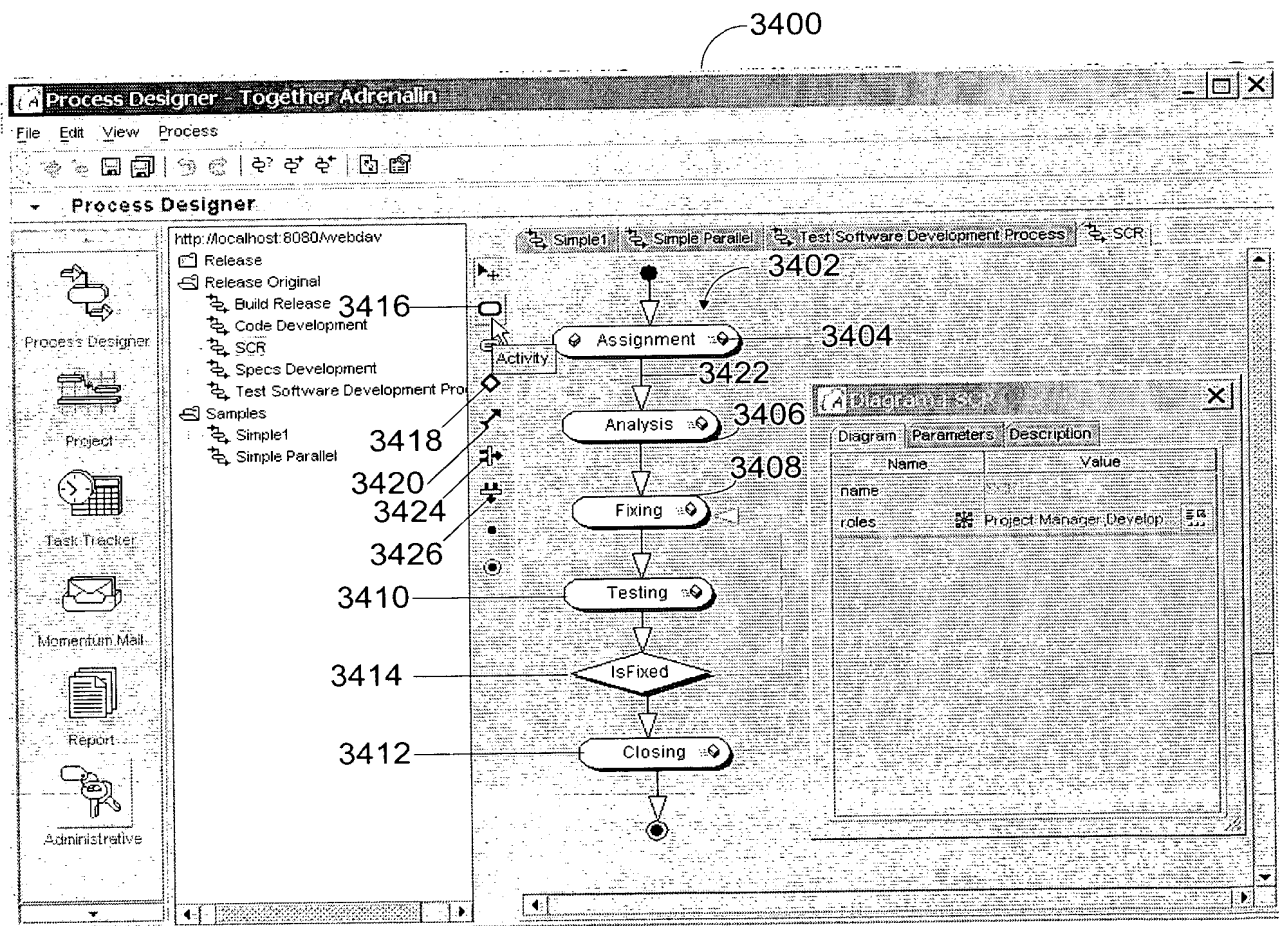 3400
Process Designer - Together Adrenalin
File Edit View Process
Process Designer
http://localhost:8080/webdav
Release
Release Original
Build Release
Code Development
SCR
Specs Development
Test Software Development Pro
Samples
Simple1
Simple Parallel
Process Designer
Project
Task Tracker
Momentum Mail
Report
Administrative
3416
Activity
3418
3420
3424
3426
3410
3414
3412
Simple1 Simple Parallel Test Software Development Process SCR
3402
Assignment
3404
3422
Analysis
3406
3408
Fixing
Testing
IsFixed
Closing
Diagram: SCR
Diagram Parameters Description
Name Value
name
roles Project Manager,Develop